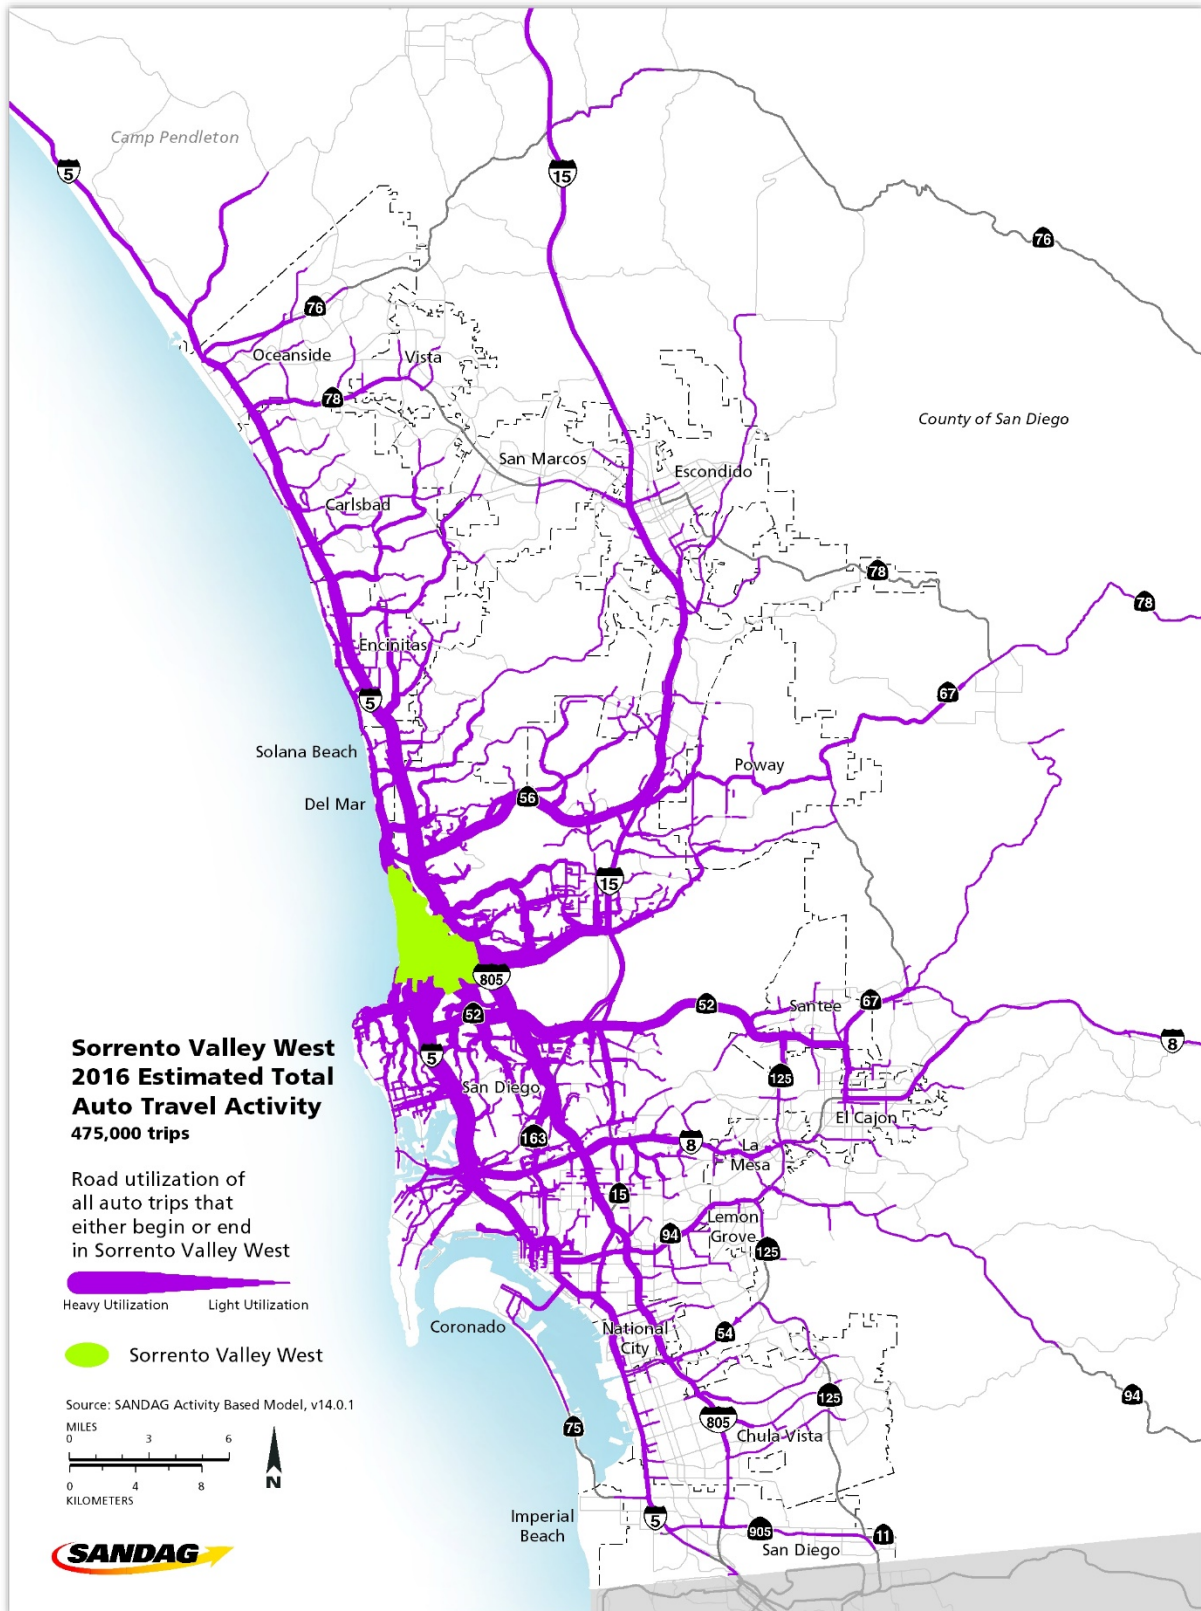 Camp Pendleton
5
15
76
76
Oceanside
Vista
78
County of San Diego
San Marcos
Escondido
Carlsbad
78
78
Encinitas
67
5
Solana Beach
Poway
Del Mar
56
15
805
52
Santee
67
52
8
Sorrento Valley West
2016 Estimated Total
Auto Travel Activity
475,000 trips
5
San Diego
125
El Cajon
163
8
La
Mesa
Road utilization of
all auto trips that
either begin or end
in Sorrento Valley West
15
Lemon
Grove
94
125
Heavy Utilization
Light Utilization
Coronado
National
City
54
Sorrento Valley West
125
94
Source: SANDAG Activity Based Model, v14.0.1
805
75
Chula Vista
MILES
0 3 6
0 4 8
KILOMETERS
N
Imperial
Beach
5
905
11
San Diego
SANDAG